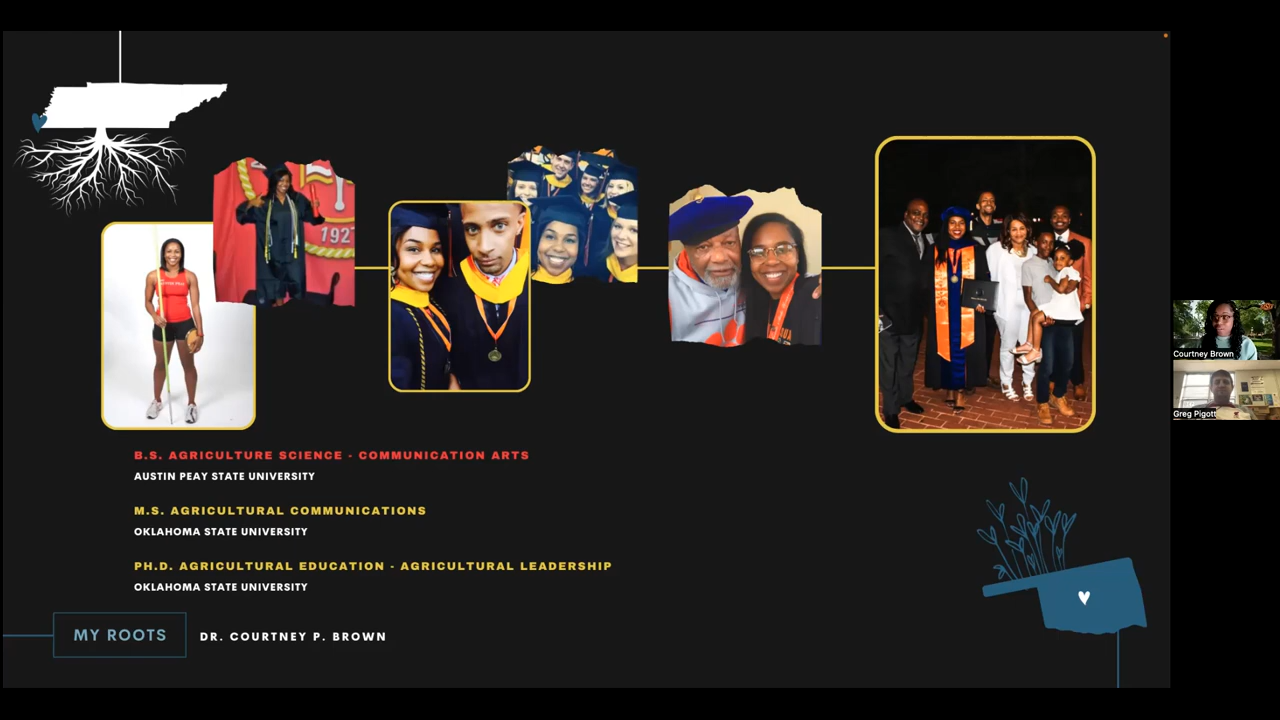 192
B.S. AGRICULTURE SCIENCE - COMMUNICATION ARTS
AUSTIN PEAY STATE UNIVERSITY
M.S. AGRICULTURAL COMMUNICATIONS
OKLAHOMA STATE UNIVERSITY
PH.D. AGRICULTURAL EDUCATION - AGRICULTURAL LEADERSHIP
OKLAHOMA STATE UNIVERSITY
MY ROOTS
DR. COURTNEY P. BROWN
Courtney Brown
Greg Pigott